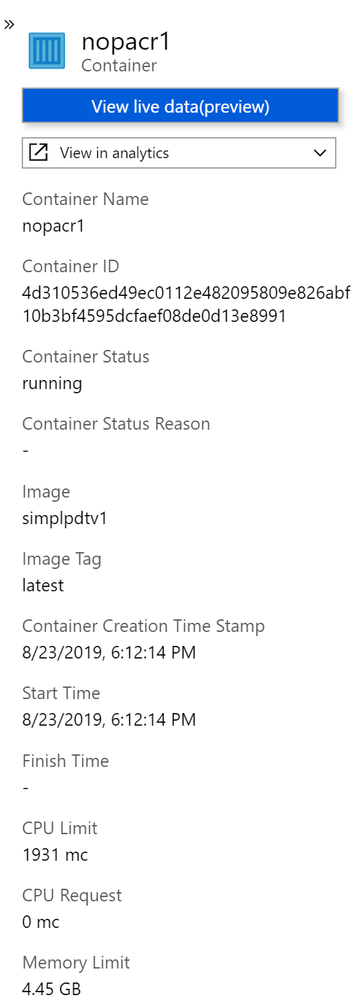 nopacr1
Container
View live data(preview)
View in analytics
Container Name
nopacr1
Container ID
4d310536ed49ec0112e482095809e826abf
10b3bf4595dcfaef08de0d13e8991
Container Status
running
Container Status Reason
-
Image
simplpdtv1
Image Tag
latest
Container Creation Time Stamp
8/23/2019, 6:12:14 PM
Start Time
8/23/2019, 6:12:14 PM
Finish Time
-
CPU Limit
1931 mc
CPU Request
0 mc
Memory Limit
4.45 GB